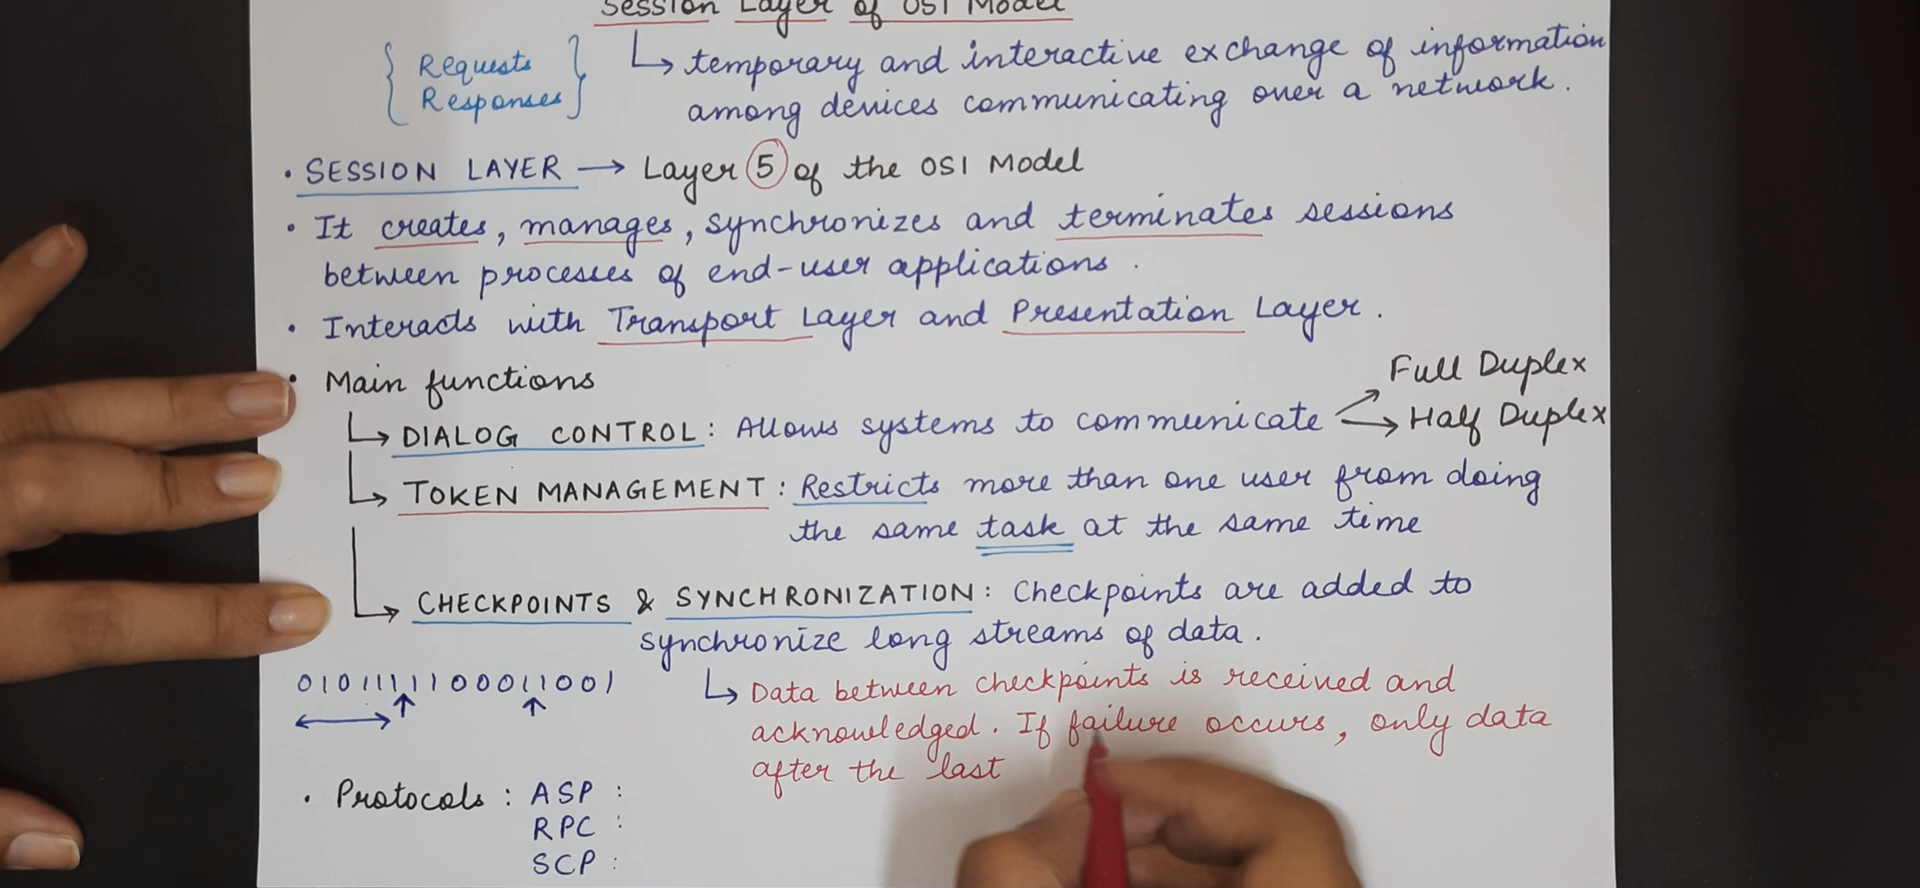 Session Layer of OSI Model
{ Requests
Responses }
↳ temporary and interactive exchange of information
among devices communicating over a network.
• SESSION LAYER → Layer 5 of the OSI Model
• It creates, manages, synchronizes and terminates sessions
between processes of end-user applications.
• Interacts with Transport Layer and Presentation Layer.
• Main functions
Full Duplex
↳ DIALOG CONTROL: Allows systems to communicate → Half Duplex
↳ TOKEN MANAGEMENT: Restricts more than one user from doing
the same task at the same time
↳ CHECKPOINTS & SYNCHRONIZATION: Checkpoints are added to
synchronize long streams of data.
01011111100011001
↳ Data between checkpoints is received and
acknowledged. If failure occurs, only data
after the last
• Protocols: ASP :
RPC :
SCP :